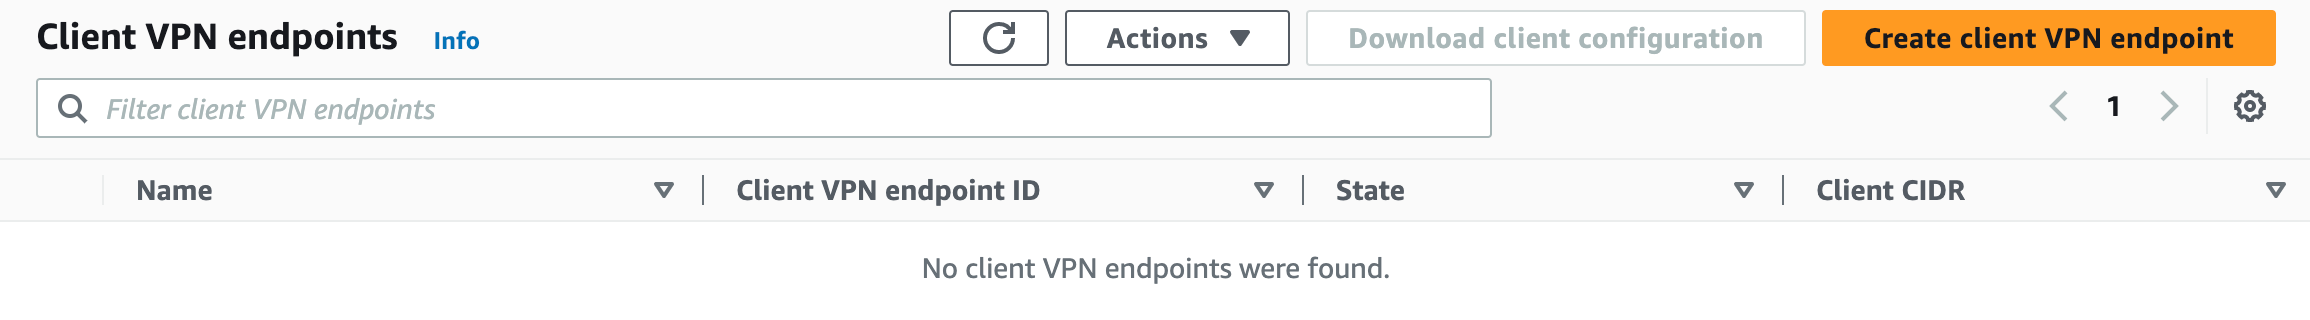 Client VPN endpoints Info Actions Download client configuration Create client VPN endpoint
Filter client VPN endpoints 1
Name Client VPN endpoint ID State Client CIDR
No client VPN endpoints were found.